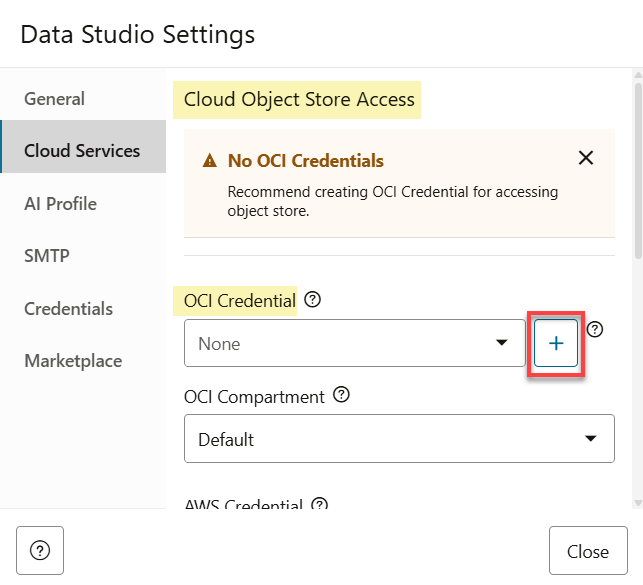 Data Studio Settings
General
Cloud Services
AI Profile
SMTP
Credentials
Marketplace
Cloud Object Store Access
No OCI Credentials
Recommend creating OCI Credential for accessing
object store.
OCI Credential
None
OCI Compartment
Default
AWS Credential
Close